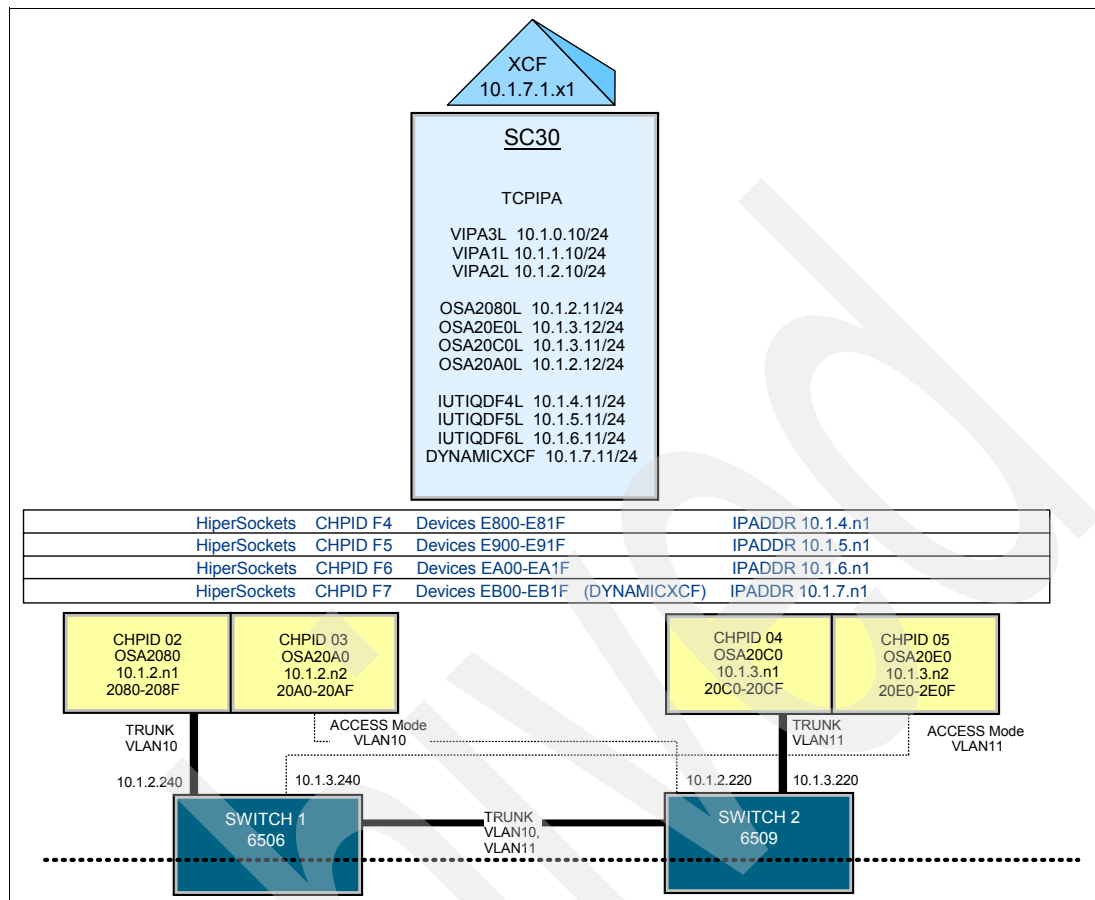 XCF
10.1.7.1.x1
SC30
TCPIPA
VIPA3L 10.1.0.10/24
VIPA1L 10.1.1.10/24
VIPA2L 10.1.2.10/24
OSA2080L 10.1.2.11/24
OSA20E0L 10.1.3.12/24
OSA20C0L 10.1.3.11/24
OSA20A0L 10.1.2.12/24
IUTIQDF4L 10.1.4.11/24
IUTIQDF5L 10.1.5.11/24
IUTIQDF6L 10.1.6.11/24
DYNAMICXCF 10.1.7.11/24
HiperSockets CHPID F4 Devices E800-E81F IPADDR 10.1.4.n1
HiperSockets CHPID F5 Devices E900-E91F IPADDR 10.1.5.n1
HiperSockets CHPID F6 Devices EA00-EA1F IPADDR 10.1.6.n1
HiperSockets CHPID F7 Devices EB00-EB1F (DYNAMICXCF) IPADDR 10.1.7.n1
CHPID 02
OSA2080
10.1.2.n1
2080-208F
CHPID 03
OSA20A0
10.1.2.n2
20A0-20AF
CHPID 04
OSA20C0
10.1.3.n1
20C0-20CF
CHPID 05
OSA20E0
10.1.3.n2
20E0-2E0F
TRUNK
VLAN10
ACCESS Mode
VLAN10
TRUNK
VLAN11
ACCESS Mode
VLAN11
10.1.2.240
10.1.3.240
10.1.2.220
10.1.3.220
SWITCH 1
6506
TRUNK
VLAN10,
VLAN11
SWITCH 2
6509